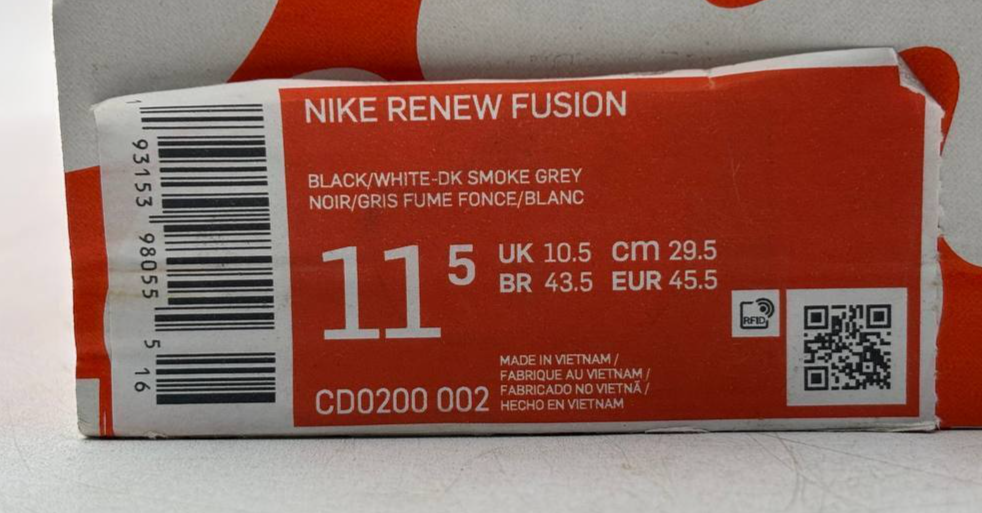 NIKE RENEW FUSION
BLACK/WHITE-DK SMOKE GREY
NOIR/GRIS FUME FONCE/BLANC
11 5
UK 10.5 cm 29.5
BR 43.5 EUR 45.5
RFID
MADE IN VIETNAM /
FABRIQUE AU VIETNAM /
FABRICADO NO VIETNÃ /
HECHO EN VIETNAM
CD0200 002
1 93153 98055 5 16